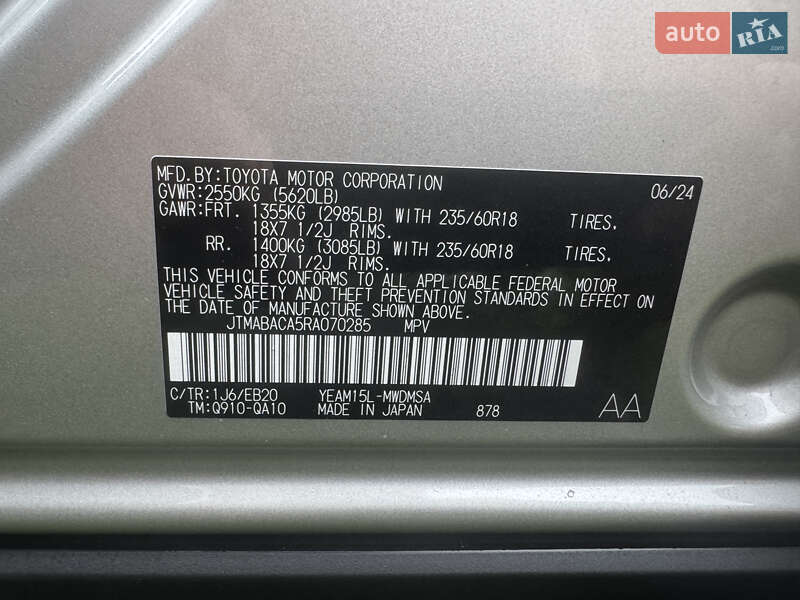 auto RIA .com
MFD.BY:TOYOTA MOTOR CORPORATION 06/24
GVWR:2550KG (5620LB)
GAWR:FRT. 1355KG (2985LB) WITH 235/60R18 TIRES.
18X7 1/2J RIMS.
RR. 1400KG (3085LB) WITH 235/60R18 TIRES.
18X7 1/2J RIMS.
THIS VEHICLE CONFORMS TO ALL APPLICABLE FEDERAL MOTOR
VEHICLE SAFETY AND THEFT PREVENTION STANDARDS IN EFFECT ON
THE DATE OF MANUFACTURE SHOWN ABOVE.
JTMABACA5RA070285 MPV
C/TR:1J6/EB20 YEAM15L-MWDMSA
TM:Q910-QA10 MADE IN JAPAN 878 AA